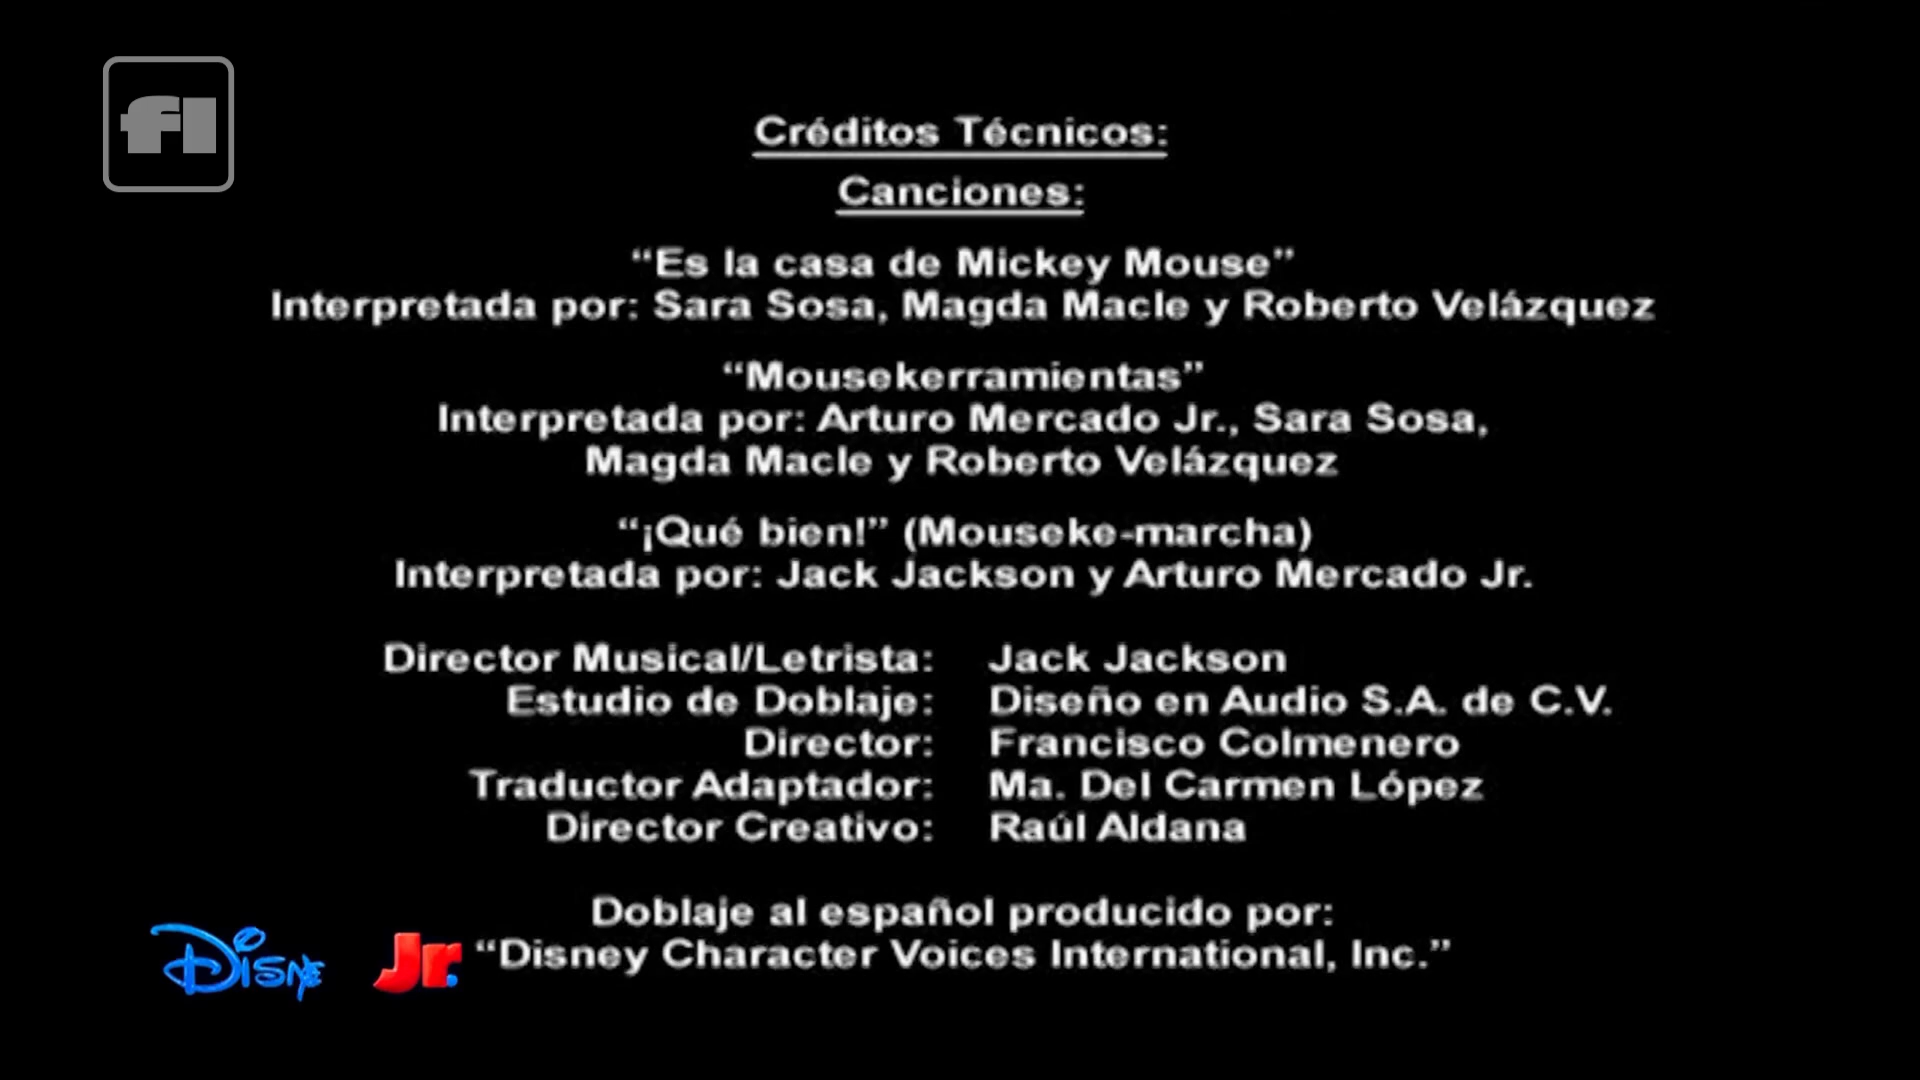 fl
Créditos Técnicos:
Canciones:
“Es la casa de Mickey Mouse”
Interpretada por: Sara Sosa, Magda Macle y Roberto Velázquez
“Mousekerramientas”
Interpretada por: Arturo Mercado Jr., Sara Sosa,
Magda Macle y Roberto Velázquez
“¡Qué bien!” (Mouseke-marcha)
Interpretada por: Jack Jackson y Arturo Mercado Jr.
Director Musical/Letrista: Jack Jackson
Estudio de Doblaje: Diseño en Audio S.A. de C.V.
Director: Francisco Colmenero
Traductor Adaptador: Ma. Del Carmen López
Director Creativo: Raúl Aldana
Doblaje al español producido por:
“Disney Character Voices International, Inc.”
Disney Jr.